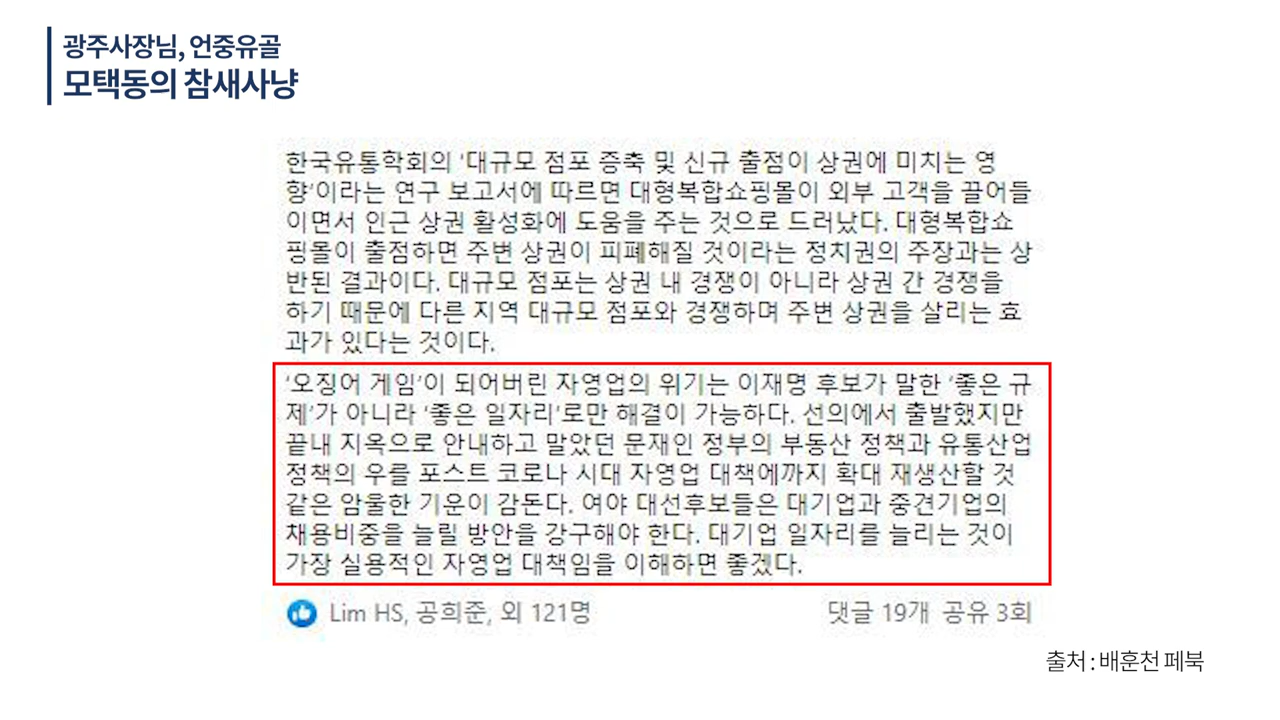 광주사장님, 언중유골
모택동의 참새사냥
한국유통학회의 '대규모 점포 증축 및 신규 출점이 상권에 미치는 영
향'이라는 연구 보고서에 따르면 대형복합쇼핑몰이 외부 고객을 끌어들
이면서 인근 상권 활성화에 도움을 주는 것으로 드러났다. 대형복합쇼
핑몰이 출점하면 주변 상권이 피폐해질 것이라는 정치권의 주장과는 상
반된 결과이다. 대규모 점포는 상권 내 경쟁이 아니라 상권 간 경쟁을
하기 때문에 다른 지역 대규모 점포와 경쟁하며 주변 상권을 살리는 효
과가 있다는 것이다.
'오징어 게임'이 되어버린 자영업의 위기는 이재명 후보가 말한 '좋은 규
제'가 아니라 '좋은 일자리'로만 해결이 가능하다. 선의에서 출발했지만
끝내 지옥으로 안내하고 말았던 문재인 정부의 부동산 정책과 유통산업
정책의 우를 포스트 코로나 시대 자영업 대책에까지 확대 재생산할 것
같은 암울한 기운이 감돈다. 여야 대선후보들은 대기업과 중견기업의
채용비중을 늘릴 방안을 강구해야 한다. 대기업 일자리를 늘리는 것이
가장 실용적인 자영업 대책임을 이해하면 좋겠다.
Lim HS, 공희준, 외 121명
댓글 19개 공유 3회
출처 : 배훈천 페북